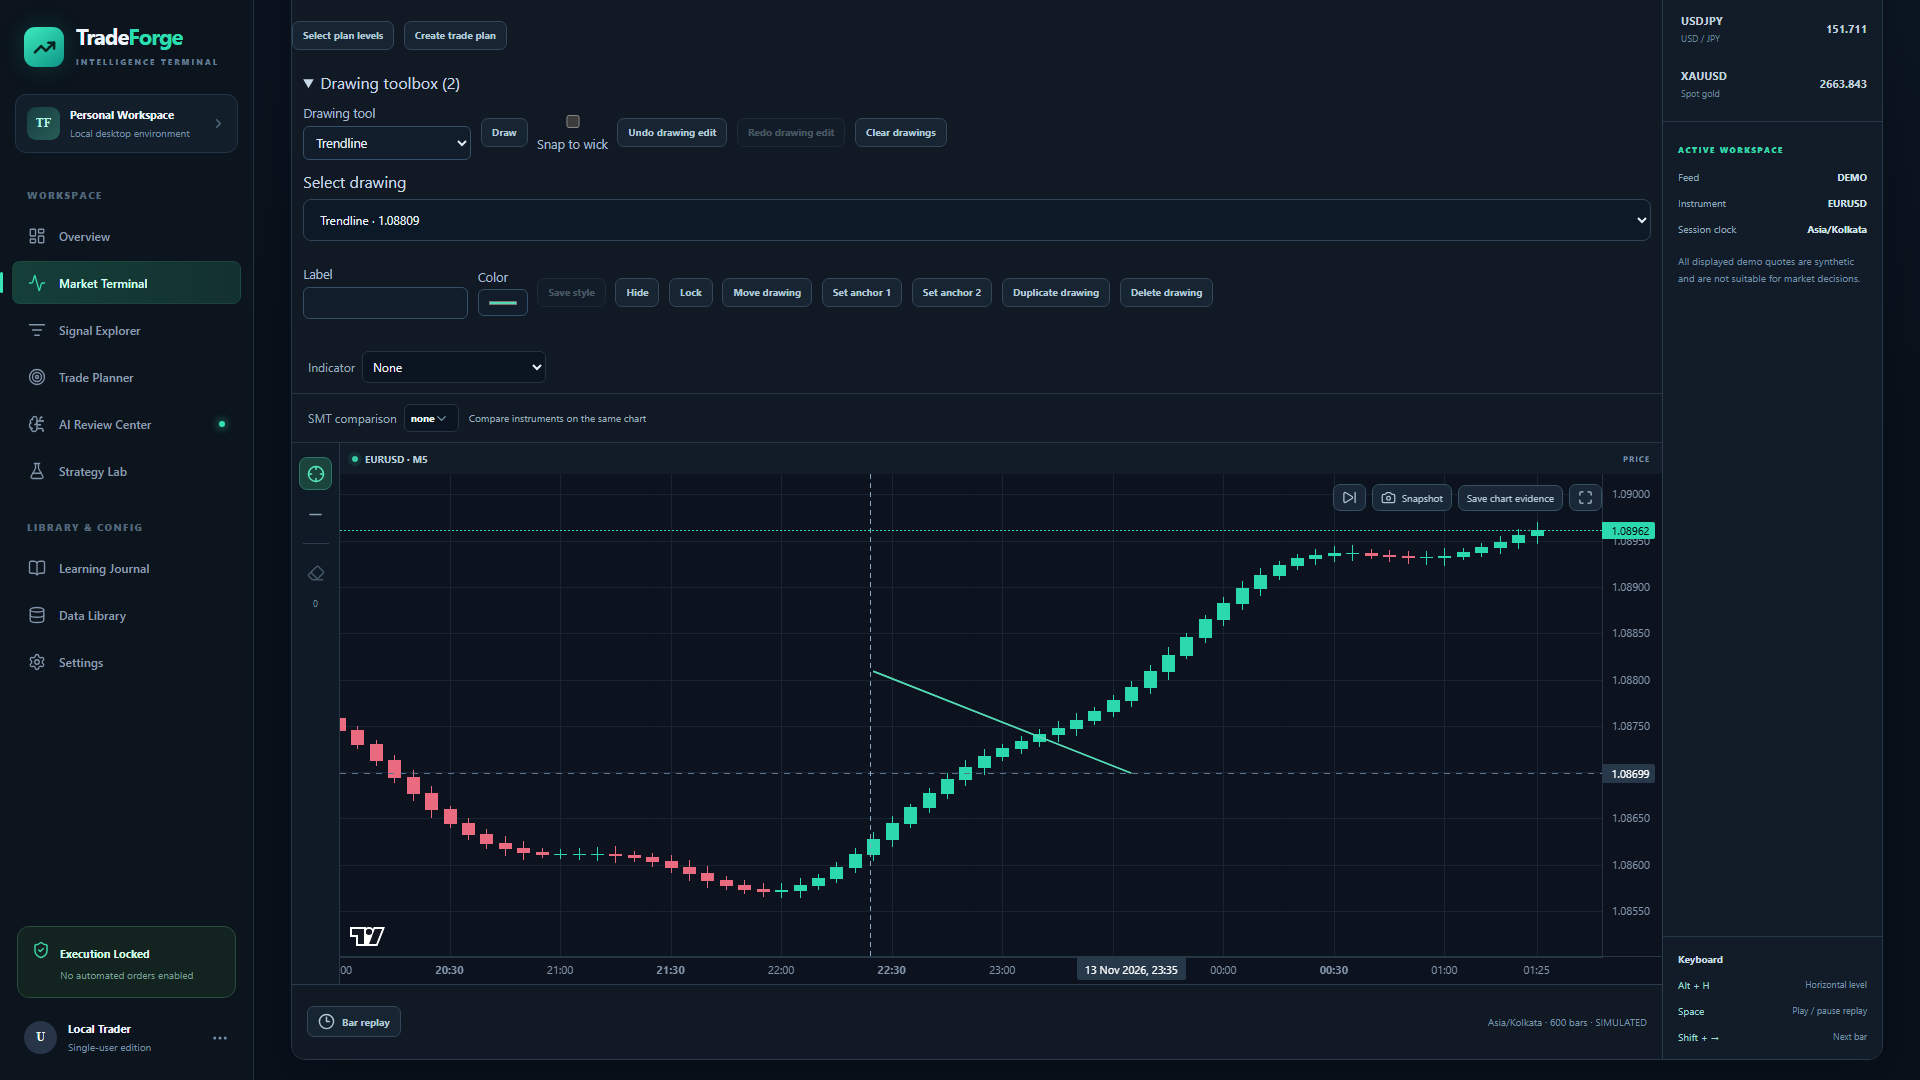 TradeForge
INTELLIGENCE TERMINAL
TF
Personal Workspace
Local desktop environment
WORKSPACE
Overview
Market Terminal
Signal Explorer
Trade Planner
AI Review Center
Strategy Lab
LIBRARY & CONFIG
Learning Journal
Data Library
Settings
Execution Locked
No automated orders enabled
U
Local Trader
Single-user edition
Select plan levels
Create trade plan
▼ Drawing toolbox (2)
Drawing tool
Trendline
Draw
Snap to wick
Undo drawing edit
Redo drawing edit
Clear drawings
Select drawing
Trendline · 1.08809
Label
Color
Save style
Hide
Lock
Move drawing
Set anchor 1
Set anchor 2
Duplicate drawing
Delete drawing
Indicator
None
SMT comparison
none
Compare instruments on the same chart
EURUSD · M5
PRICE
0
Snapshot
Save chart evidence
1.09000
1.08962
1.08950
1.08900
1.08850
1.08800
1.08750
1.08699
1.08650
1.08600
1.08550
:00
20:30
21:00
21:30
22:00
22:30
23:00
13 Nov 2026, 23:35
00:00
00:30
01:00
01:25
Bar replay
Asia/Kolkata · 600 bars · SIMULATED
USDJPY
USD / JPY
151.711
XAUUSD
Spot gold
2663.843
ACTIVE WORKSPACE
Feed
DEMO
Instrument
EURUSD
Session clock
Asia/Kolkata
All displayed demo quotes are synthetic
and are not suitable for market decisions.
Keyboard
Alt + H
Horizontal level
Space
Play / pause replay
Shift + →
Next bar